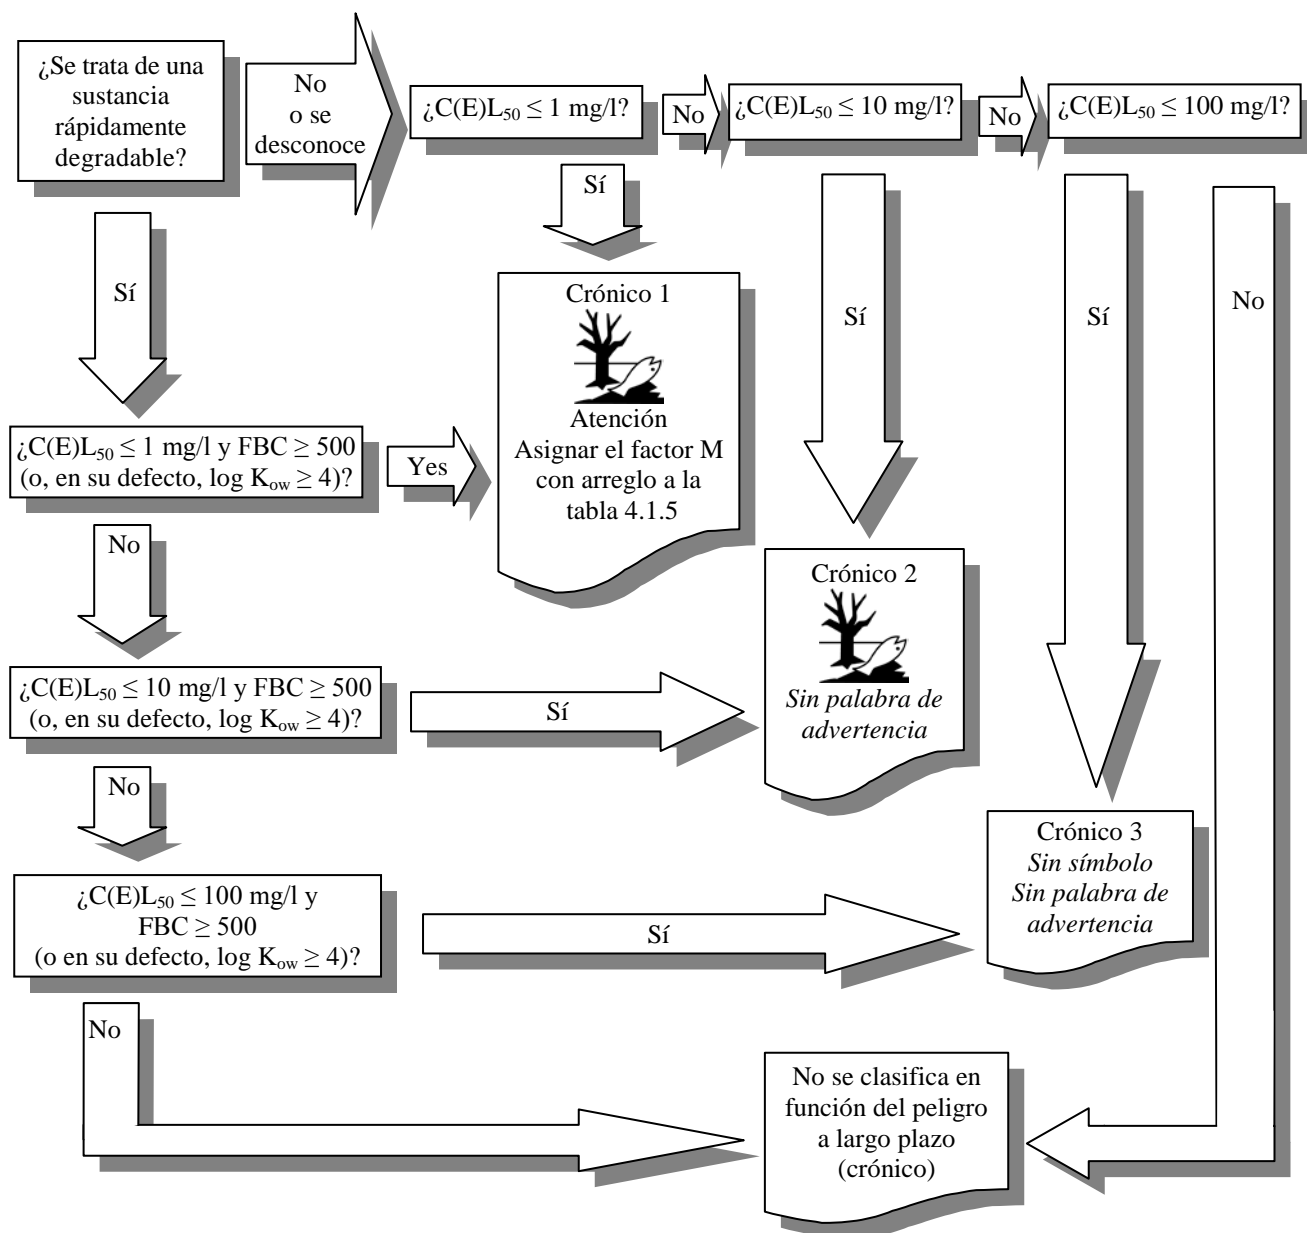 ¿Se trata de una
sustancia
rápidamente
degradable?
No
o se
desconoce
¿C(E)L50 ≤ 1 mg/l?
No
¿C(E)L50 ≤ 10 mg/l?
No
¿C(E)L50 ≤ 100 mg/l?
Sí
Sí
Sí
Sí
No
Crónico 1
Atención
Asignar el factor M
con arreglo a la
tabla 4.1.5
¿C(E)L50 ≤ 1 mg/l y FBC ≥ 500
(o, en su defecto, log Kow ≥ 4)?
Yes
No
Crónico 2
Sin palabra de
advertencia
¿C(E)L50 ≤ 10 mg/l y FBC ≥ 500
(o, en su defecto, log Kow ≥ 4)?
Sí
No
Crónico 3
Sin símbolo
Sin palabra de
advertencia
¿C(E)L50 ≤ 100 mg/l y
FBC ≥ 500
(o en su defecto, log Kow ≥ 4)?
Sí
No
No se clasifica en
función del peligro
a largo plazo
(crónico)